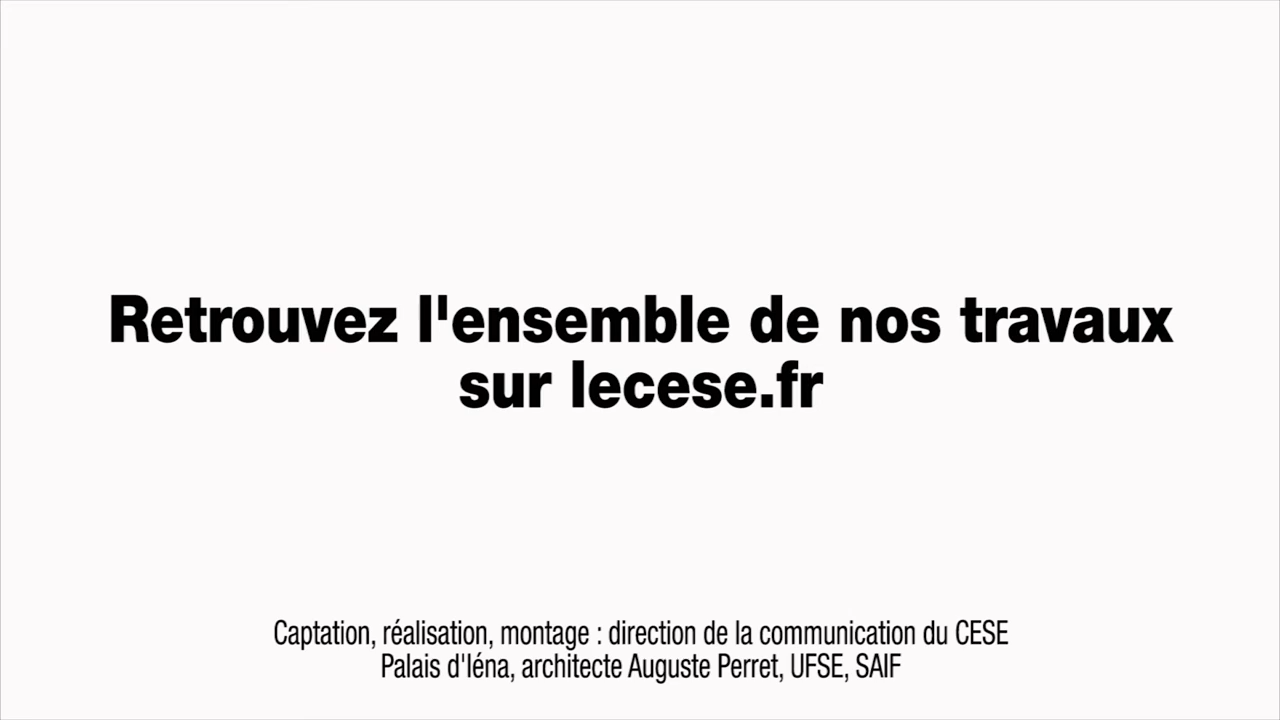 Retrouvez l'ensemble de nos travaux
sur lecese.fr
Captation, réalisation, montage : direction de la communication du CESE
Palais d'Iéna, architecte Auguste Perret, UFSE, SAIF